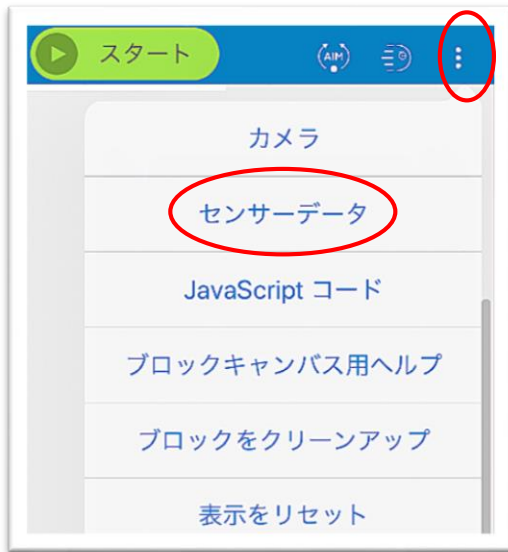 スタート
AIM
カメラ
センサーデータ
JavaScript コード
ブロックキャンバス用ヘルプ
ブロックをクリーンアップ
表示をリセット